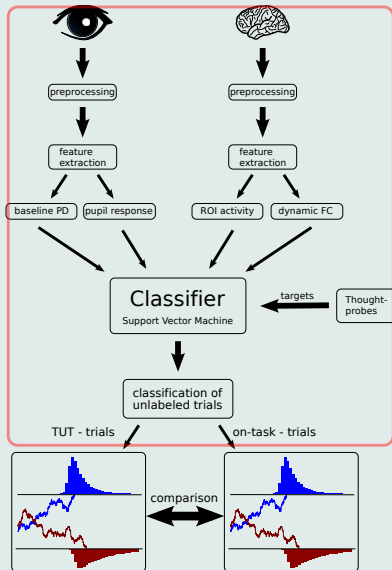 preprocessing
preprocessing
feature
extraction
feature
extraction
baseline PD
pupil response
ROI activity
dynamic FC
Classifier
Support Vector Machine
targets
Thought-
probes
classification of
unlabeled trials
TUT - trials
on-task - trials
comparison